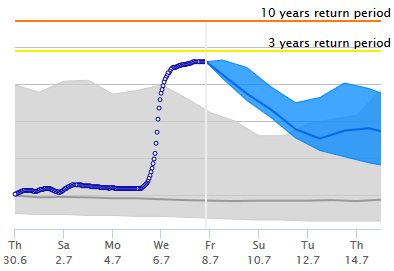 10 years return period
3 years return period
Th Sa Mo We Fr Su Tu Th
30.6 2.7 4.7 6.7 8.7 10.7 12.7 14.7